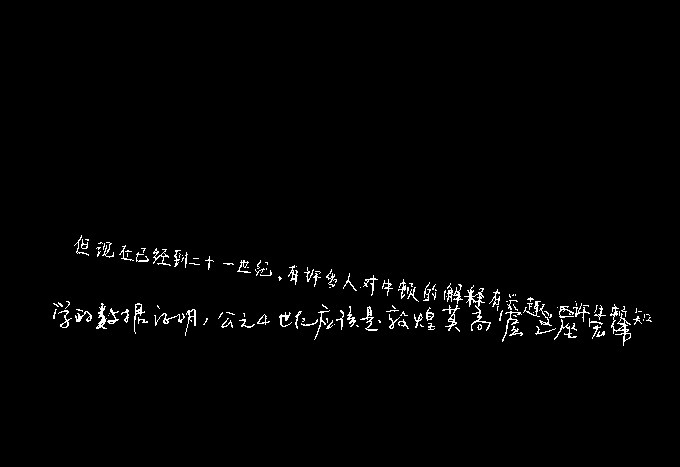 但现在已经到二十一世纪,有许多人对牛顿的解释有兴趣许牛顿知
学的数据证明,公元4世纪应该是敦煌莫高窟这座宏伟